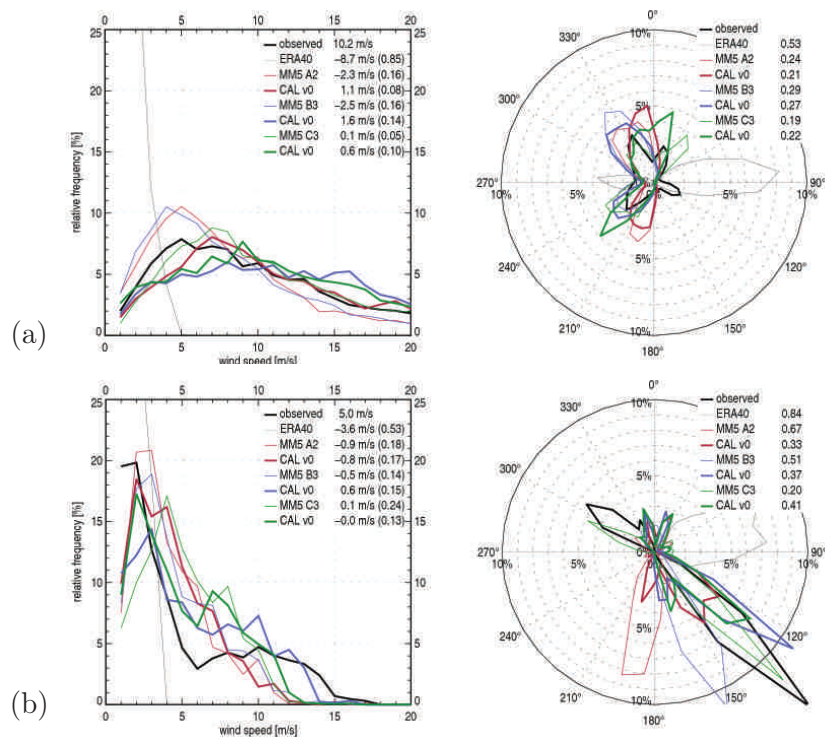 0 5 10 15 20
25
20
15
10
5
0
relative frequency [%]
observed 10.2 m/s
ERA40 −8.7 m/s (0.85)
MM5 A2 −2.3 m/s (0.16)
CAL v0 1.1 m/s (0.08)
MM5 B3 −2.5 m/s (0.16)
CAL v0 1.6 m/s (0.14)
MM5 C3 0.1 m/s (0.05)
CAL v0 0.6 m/s (0.10)
0 5 10 15 20
wind speed [m/s]
(a)
0°
330°
300°
270°
240°
210°
180°
150°
120°
90°
10%
5%
0%
5%
10%
10% 5% 0% 5% 10%
observed
ERA40 0.53
MM5 A2 0.24
CAL v0 0.21
MM5 B3 0.29
CAL v0 0.27
MM5 C3 0.19
CAL v0 0.22
0 5 10 15 20
25
20
15
10
5
0
relative frequency [%]
observed 5.0 m/s
ERA40 −3.6 m/s (0.53)
MM5 A2 −0.9 m/s (0.18)
CAL v0 −0.8 m/s (0.17)
MM5 B3 −0.5 m/s (0.14)
CAL v0 0.6 m/s (0.15)
MM5 C3 0.1 m/s (0.24)
CAL v0 −0.0 m/s (0.13)
0 5 10 15 20
wind speed [m/s]
(b)
0°
330°
300°
270°
240°
210°
180°
150°
120°
90°
10%
5%
0%
5%
10%
10% 5% 0% 5% 10%
observed
ERA40 0.84
MM5 A2 0.67
CAL v0 0.33
MM5 B3 0.51
CAL v0 0.37
MM5 C3 0.20
CAL v0 0.41